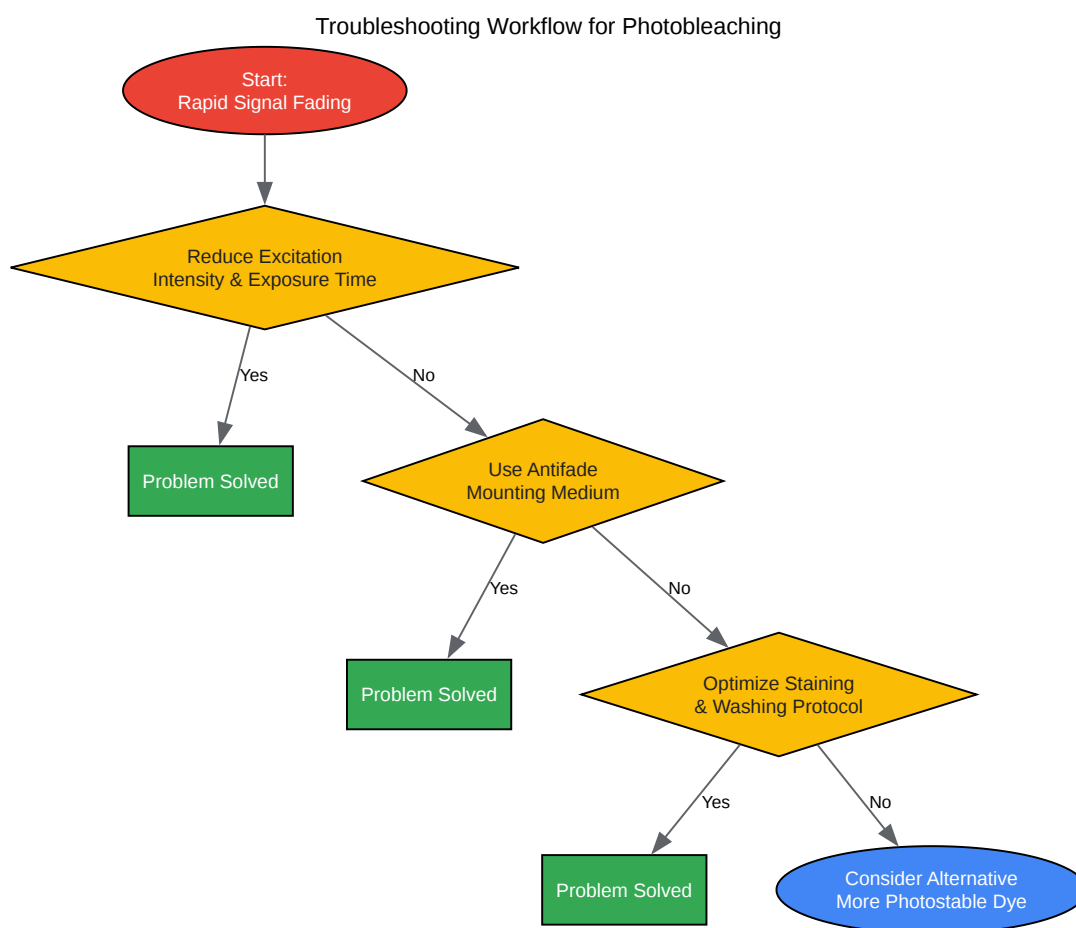 Troubleshooting Workflow for Photobleaching
Start:
Rapid Signal Fading
Reduce Excitation
Intensity & Exposure Time
Yes
No
Problem Solved
Use Antifade
Mounting Medium
Yes
No
Problem Solved
Optimize Staining
& Washing Protocol
Yes
No
Problem Solved
Consider Alternative
More Photostable Dye